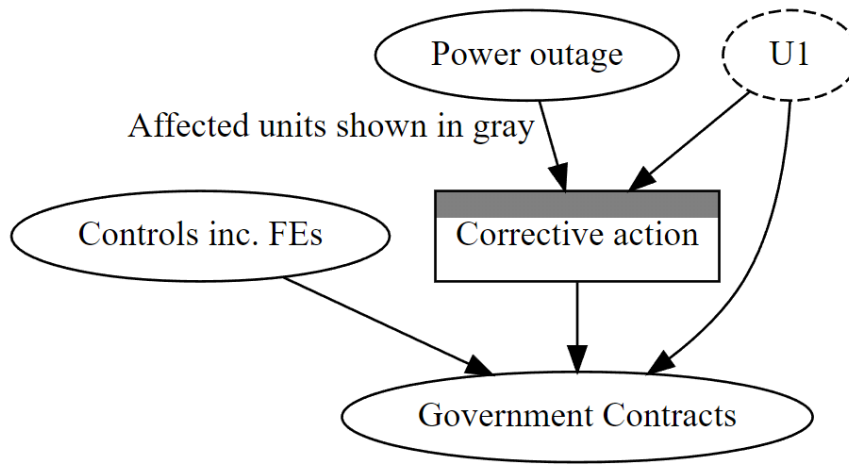 Power outage
U1
Affected units shown in gray
Controls inc. FEs
Corrective action
Government Contracts